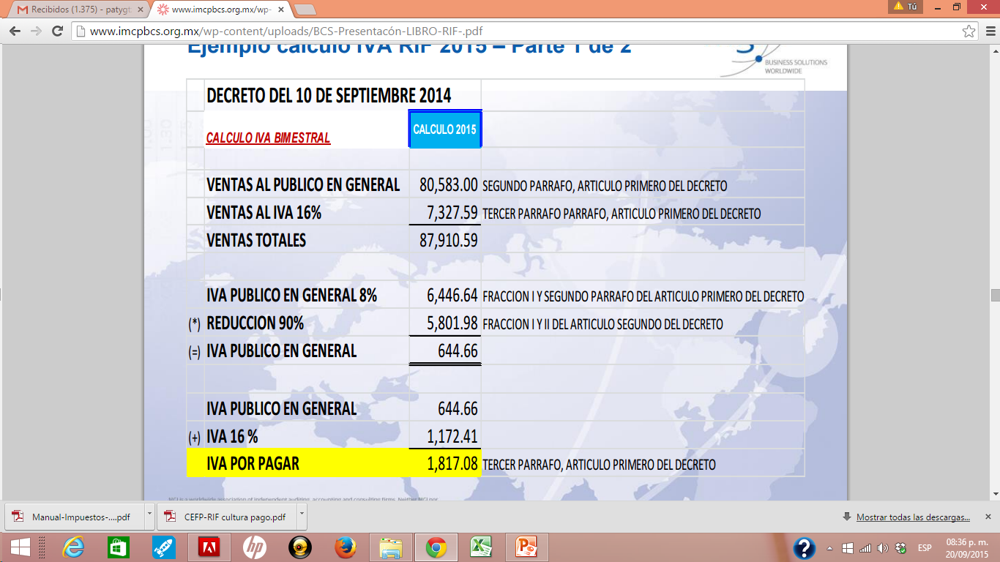 Recibidos (1.375) - patygt
www.imcpbcs.org.mx/wp-
Tú
www.imcpbcs.org.mx/wp-content/uploads/BCS-Presentacón-LIBRO-RIF-.pdf
Ejemplo calculo IVA RIF 2015 – Parte 1 de 2
BUSINESS SOLUTIONS
WORLDWIDE
DECRETO DEL 10 DE SEPTIEMBRE 2014
CALCULO IVA BIMESTRAL CALCULO 2015
VENTAS AL PUBLICO EN GENERAL 80,583.00 SEGUNDO PARRAFO, ARTICULO PRIMERO DEL DECRETO
VENTAS AL IVA 16% 7,327.59 TERCER PARRAFO PARRAFO, ARTICULO PRIMERO DEL DECRETO
VENTAS TOTALES 87,910.59
IVA PUBLICO EN GENERAL 8% 6,446.64 FRACCION I Y SEGUNDO PARRAFO DEL ARTICULO PRIMERO DEL DECRETO
(*) REDUCCION 90% 5,801.98 FRACCION I Y II DEL ARTICULO SEGUNDO DEL DECRETO
(=) IVA PUBLICO EN GENERAL 644.66
IVA PUBLICO EN GENERAL 644.66
(+) IVA 16 % 1,172.41
IVA POR PAGAR 1,817.08 TERCER PARRAFO, ARTICULO PRIMERO DEL DECRETO
MGI is a worldwide association of independent auditing, accounting and consulting firms. Neither MGI nor
Manual-Impuestos-....pdf
CEFP-RIF cultura pago.pdf
Mostrar todas las descargas...
hp
ESP
08:36 p. m.
20/09/2015